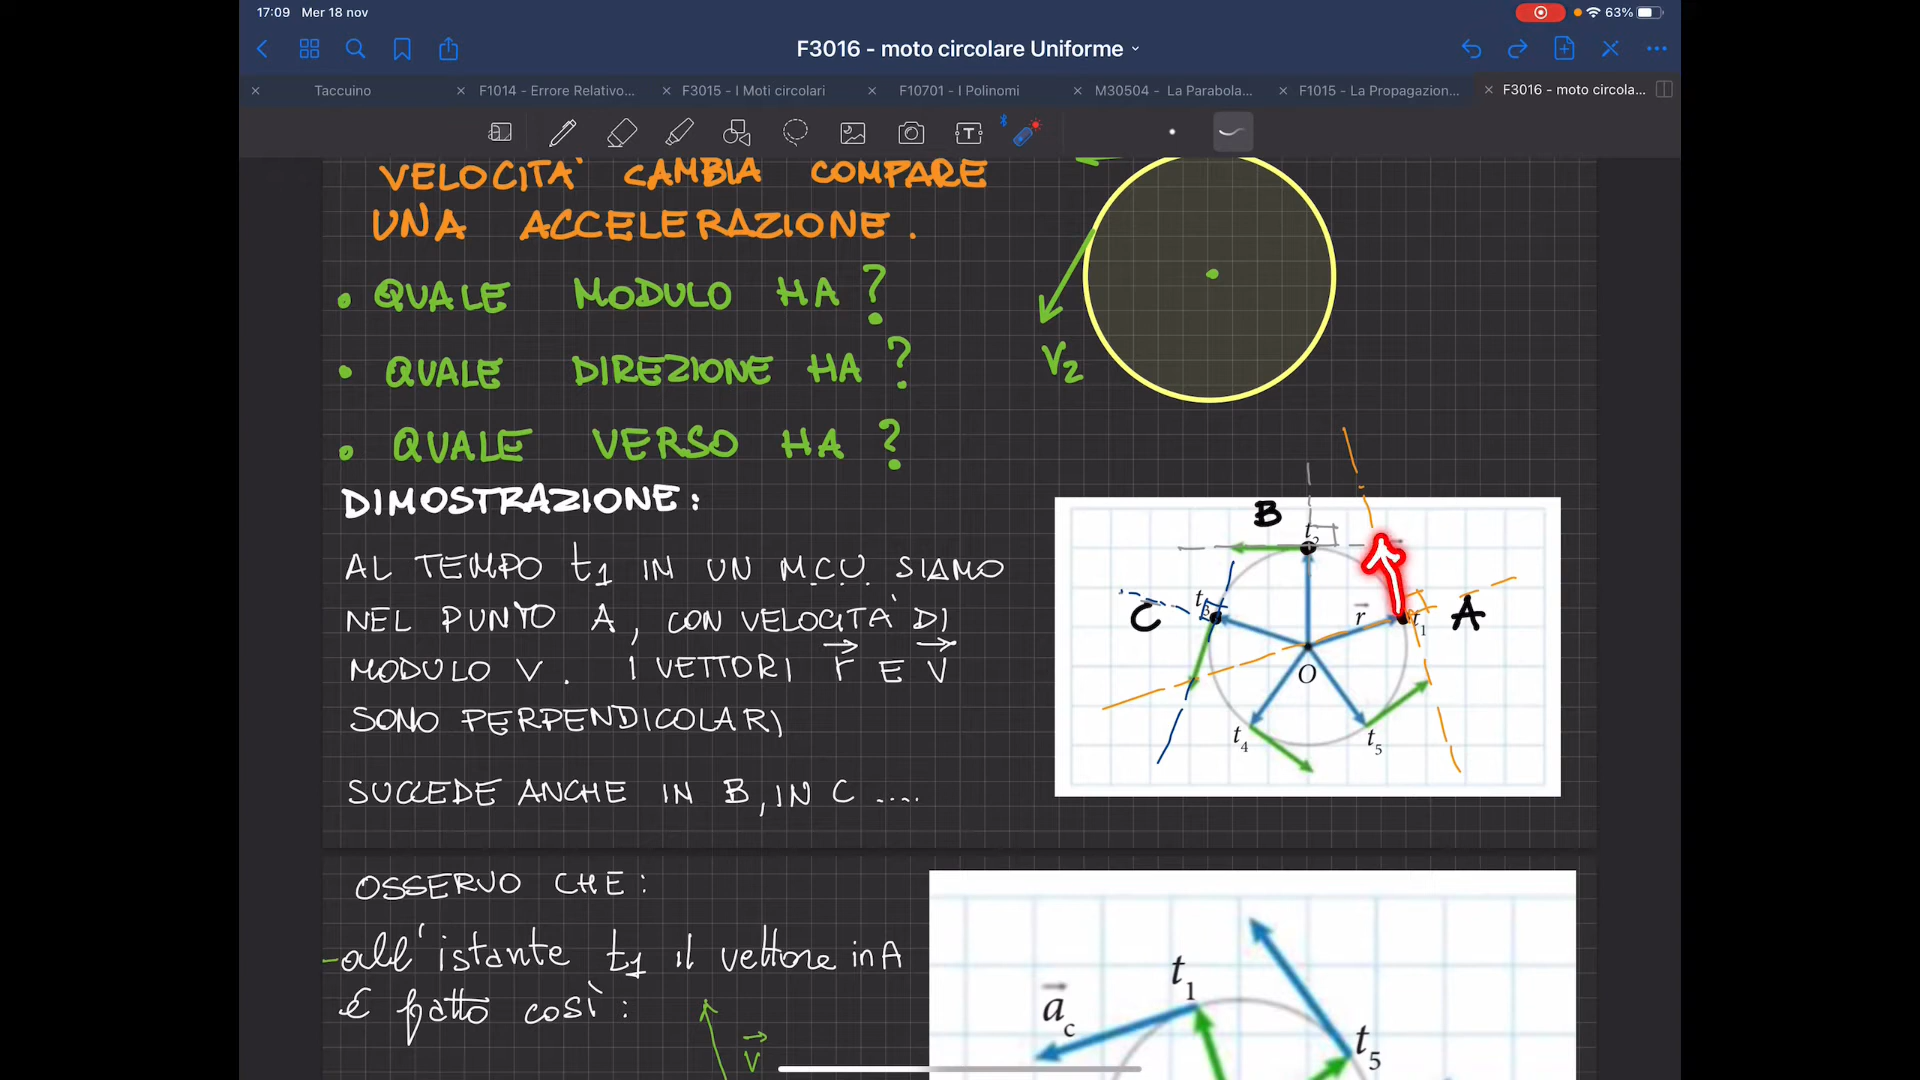 17:09 Mer 18 nov
63%
F3016 - moto circolare Uniforme
Taccuino
F1014 - Errore Relativo...
F3015 - I Moti circolari
F10701 - I Polinomi
M30504 - La Parabola...
F1015 - La Propagazion...
F3016 - moto circola...
T
VELOCITA' CAMBIA COMPARE
UNA ACCELERAZIONE.
• QUALE MODULO HA?
• QUALE DIREZIONE HA?
• QUALE VERSO HA?
V2
DIMOSTRAZIONE:
AL TEMPO t1 IN UN M.C.U. SIAMO
NEL PUNTO A, CON VELOCITA' DI
MODULO V. I VETTORI r E V
SONO PERPENDICOLARI
SUCCEDE ANCHE IN B, IN C ....
B
t2
C
t3
r
t1
A
O
t4
t5
OSSERVO CHE:
- all'istante t1 il vettore in A
è fatto così:
V
t1
ac
t5